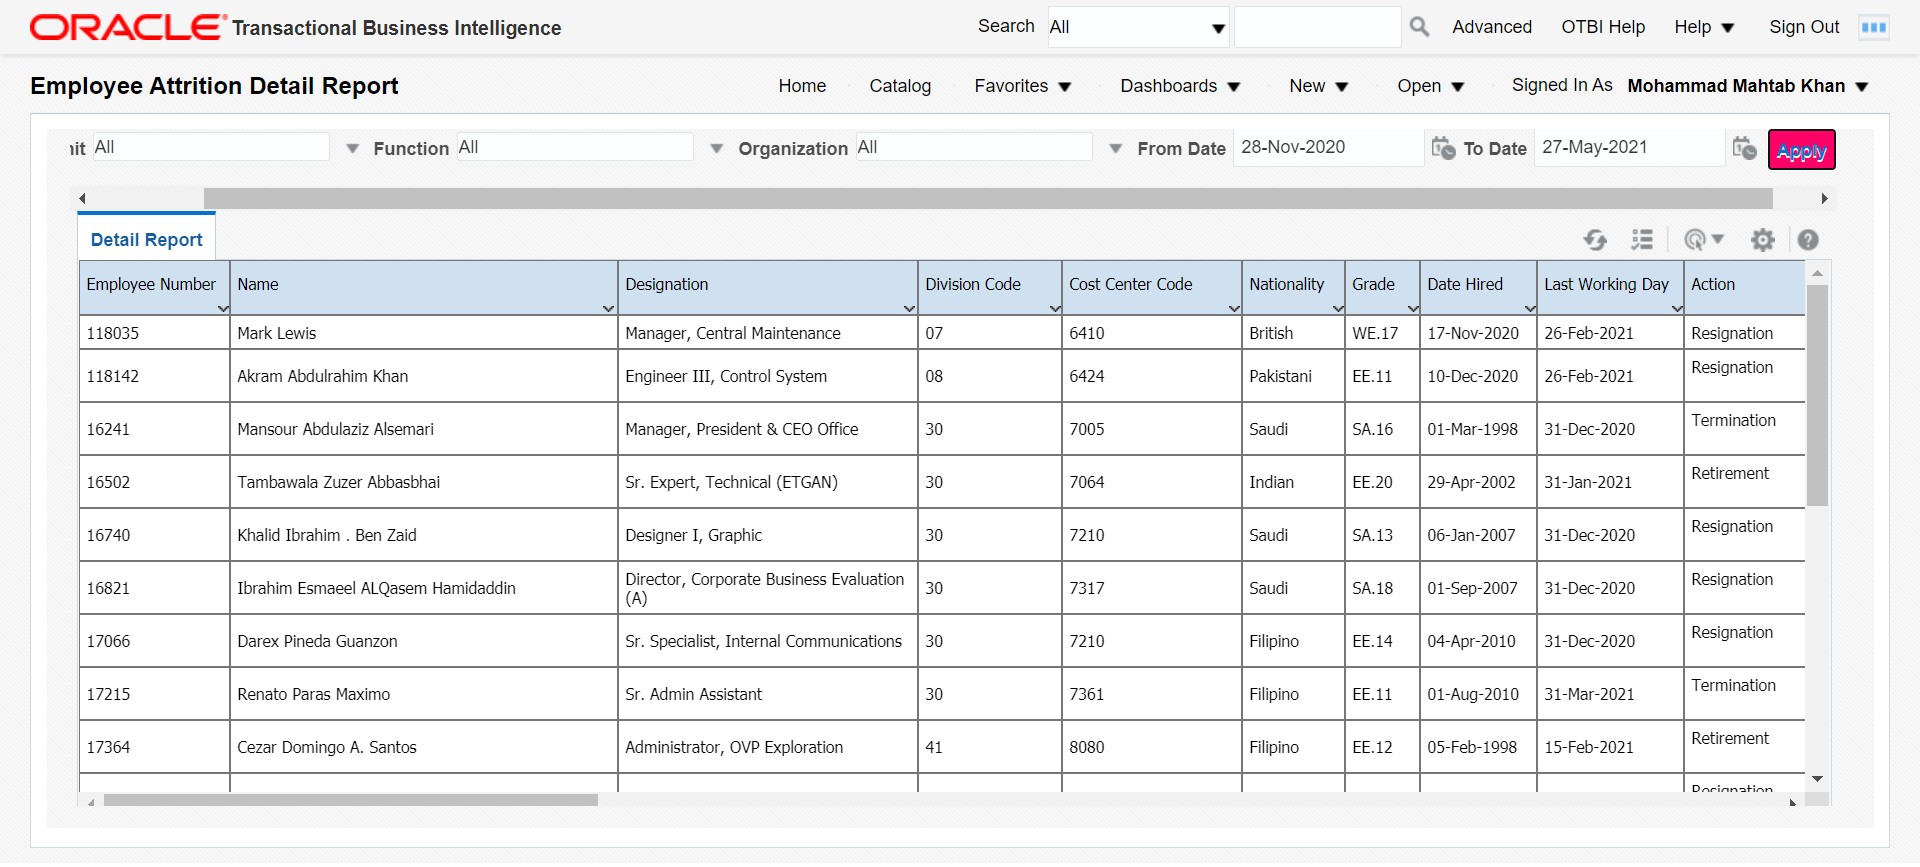 ORACLE Transactional Business Intelligence Search All Advanced OTBI Help Help Sign Out
Employee Attrition Detail Report Home Catalog Favorites Dashboards New Open Signed In As Mohammad Mahtab Khan
All Function All Organization All From Date 28-Nov-2020 To Date 27-May-2021 Apply
Detail Report
Employee Number Name Designation Division Code Cost Center Code Nationality Grade Date Hired Last Working Day Action
118035 Mark Lewis Manager, Central Maintenance 07 6410 British WE.17 17-Nov-2020 26-Feb-2021 Resignation
118142 Akram Abdulrahim Khan Engineer III, Control System 08 6424 Pakistani EE.11 10-Dec-2020 26-Feb-2021 Resignation
16241 Mansour Abdulaziz Alsemari Manager, President & CEO Office 30 7005 Saudi SA.16 01-Mar-1998 31-Dec-2020 Termination
16502 Tambawala Zuzer Abbasbhai Sr. Expert, Technical (ETGAN) 30 7064 Indian EE.20 29-Apr-2002 31-Jan-2021 Retirement
16740 Khalid Ibrahim . Ben Zaid Designer I, Graphic 30 7210 Saudi SA.13 06-Jan-2007 31-Dec-2020 Resignation
16821 Ibrahim Esmaeel ALQasem Hamidaddin Director, Corporate Business Evaluation (A) 30 7317 Saudi SA.18 01-Sep-2007 31-Dec-2020 Resignation
17066 Darex Pineda Guanzon Sr. Specialist, Internal Communications 30 7210 Filipino EE.14 04-Apr-2010 31-Dec-2020 Resignation
17215 Renato Paras Maximo Sr. Admin Assistant 30 7361 Filipino EE.11 01-Aug-2010 31-Mar-2021 Termination
17364 Cezar Domingo A. Santos Administrator, OVP Exploration 41 8080 Filipino EE.12 05-Feb-1998 15-Feb-2021 Retirement
Resignation